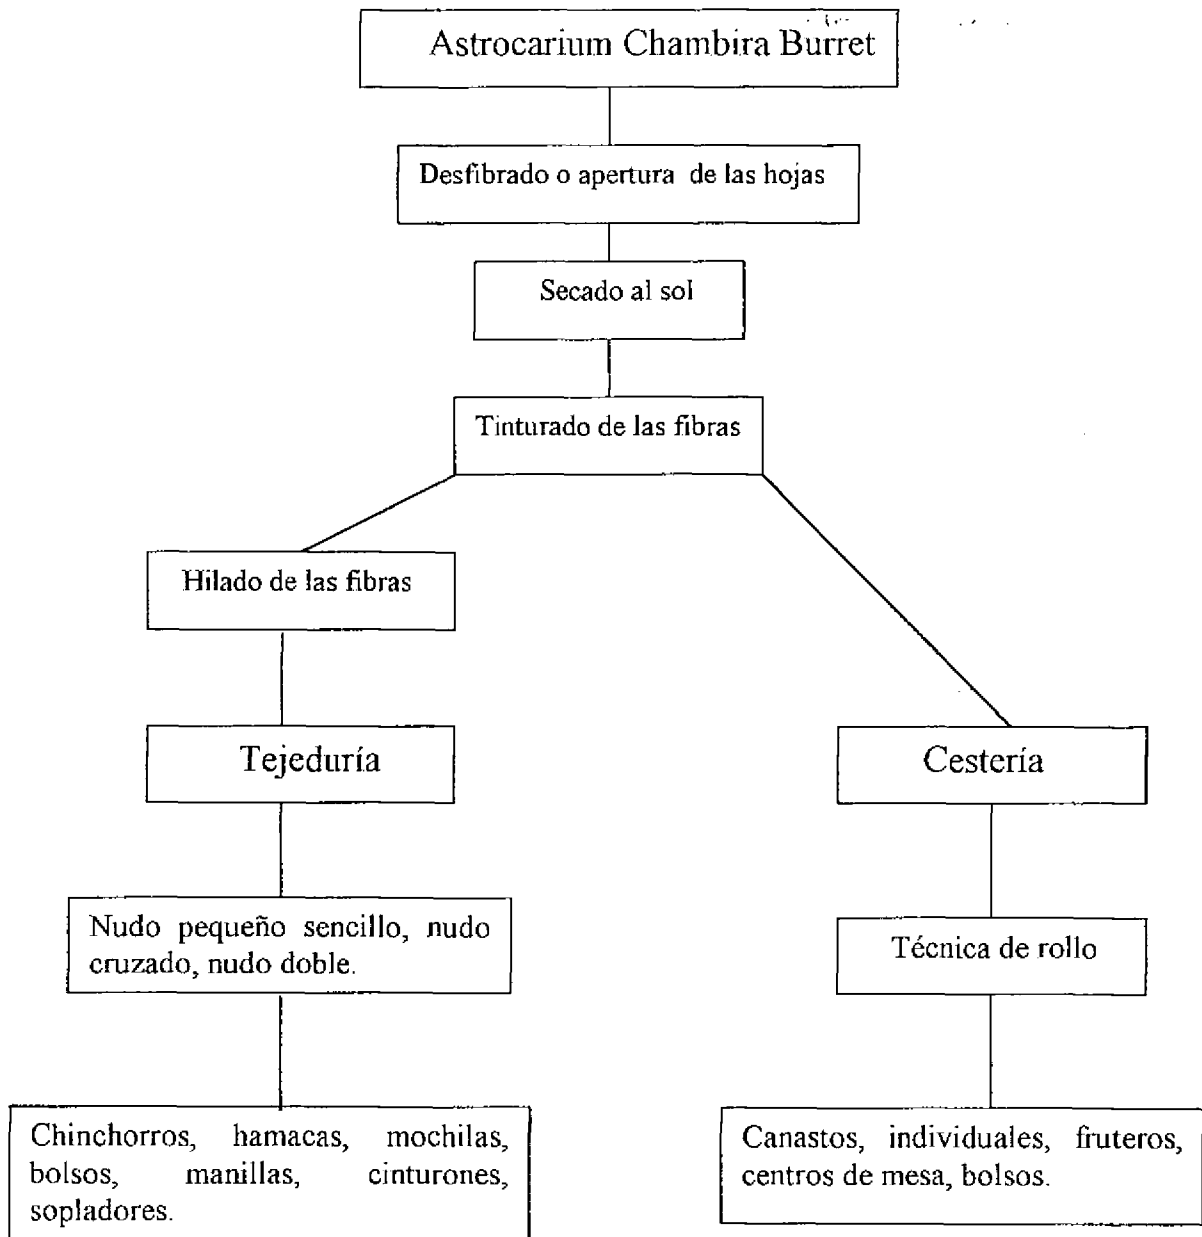 Astrocarium Chambira Burret
Desfibrado o apertura de las hojas
Secado al sol
Tinturado de las fibras
Hilado de las fibras
Tejeduría
Cestería
Nudo pequeño sencillo, nudo
cruzado, nudo doble.
Técnica de rollo
Chinchorros, hamacas, mochilas,
bolsos, manillas, cinturones,
sopladores.
Canastos, individuales, fruteros,
centros de mesa, bolsos.